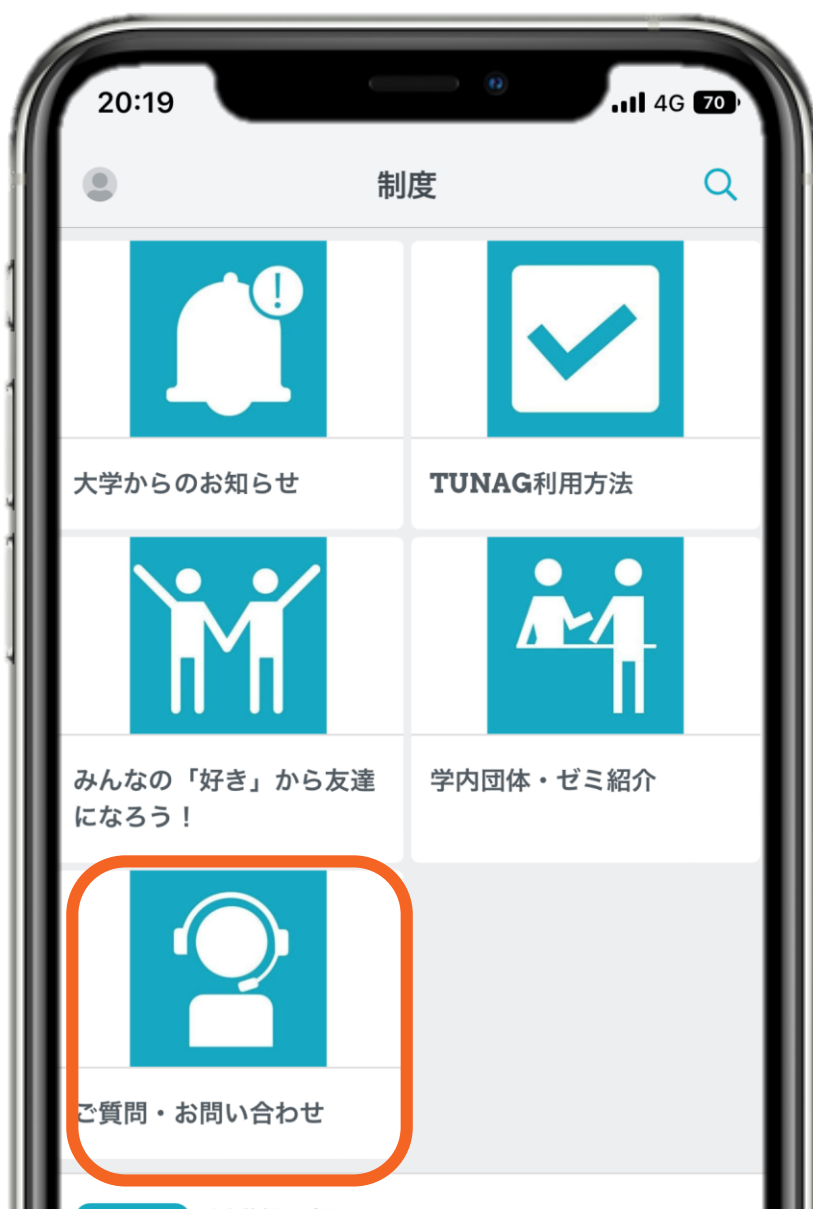 20:19
4G 70
制度
大学からのお知らせ
TUNAG利用方法
みんなの「好き」から友達
になろう！
学内団体・ゼミ紹介
ご質問・お問い合わせ